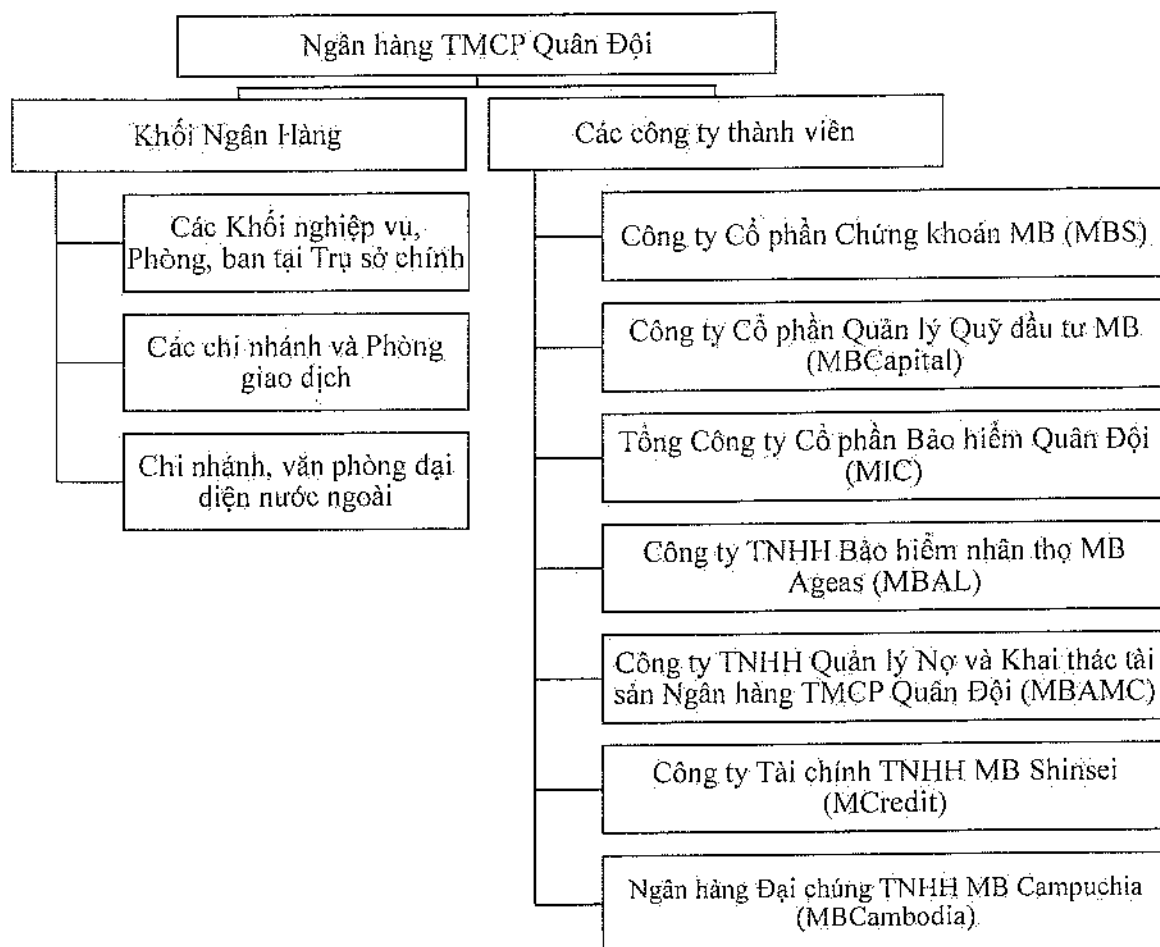 Ngân hàng TMCP Quân Đội
Khối Ngân Hàng
Các công ty thành viên
Các Khối nghiệp vụ,
Phòng, ban tại Trụ sở chính
Các chi nhánh và Phòng
giao dịch
Chi nhánh, văn phòng đại
diện nước ngoài
Công ty Cổ phần Chứng khoán MB (MBS)
Công ty Cổ phần Quản lý Quỹ đầu tư MB
(MBCapital)
Tổng Công ty Cổ phần Bảo hiểm Quân Đội
(MIC)
Công ty TNHH Bảo hiểm nhân thọ MB
Ageas (MBAL)
Công ty TNHH Quản lý Nợ và Khai thác tài
sản Ngân hàng TMCP Quân Đội (MBAMC)
Công ty Tài chính TNHH MB Shinsei
(MCredit)
Ngân hàng Đại chúng TNHH MB Campuchia
(MBCambodia)